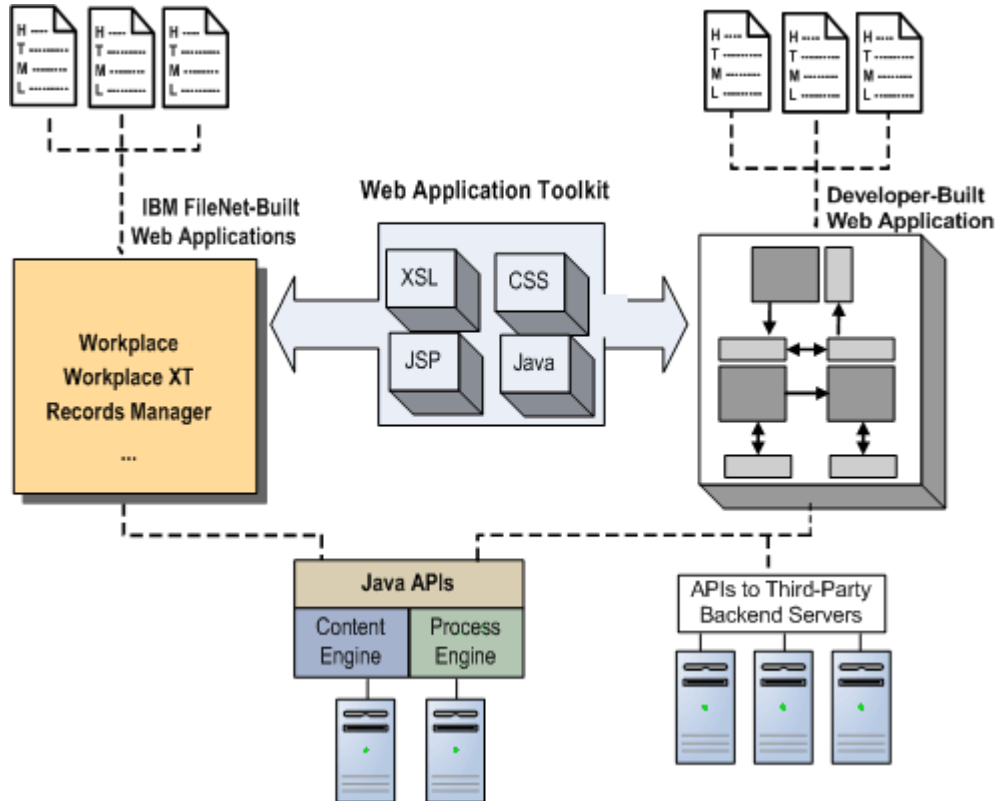 H
T
M
L
H
T
M
L
H
T
M
L
H
T
M
L
H
T
M
L
H
T
M
L
Web Application Toolkit
IBM FileNet-Built
Web Applications
Developer-Built
Web Application
XSL
CSS
JSP
Java
Workplace
Workplace XT
Records Manager
...
Java APIs
Content
Engine
Process
Engine
APIs to Third-Party
Backend Servers